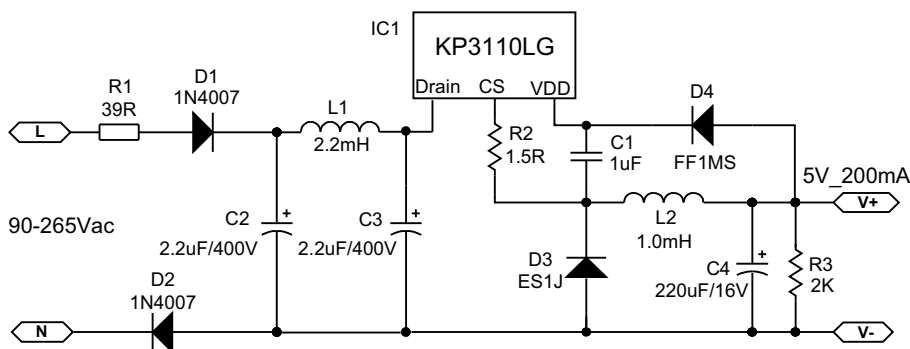 IC1
KP3110LG
Drain CS VDD
R1
39R
D1
1N4007
L1
2.2mH
R2
1.5R
C1
1uF
D4
FF1MS
L
5V_200mA
V+
90-265Vac
C2
2.2uF/400V
C3
2.2uF/400V
L2
1.0mH
D3
ES1J
C4
220uF/16V
R3
2K
D2
1N4007
N
V-
+
+
+